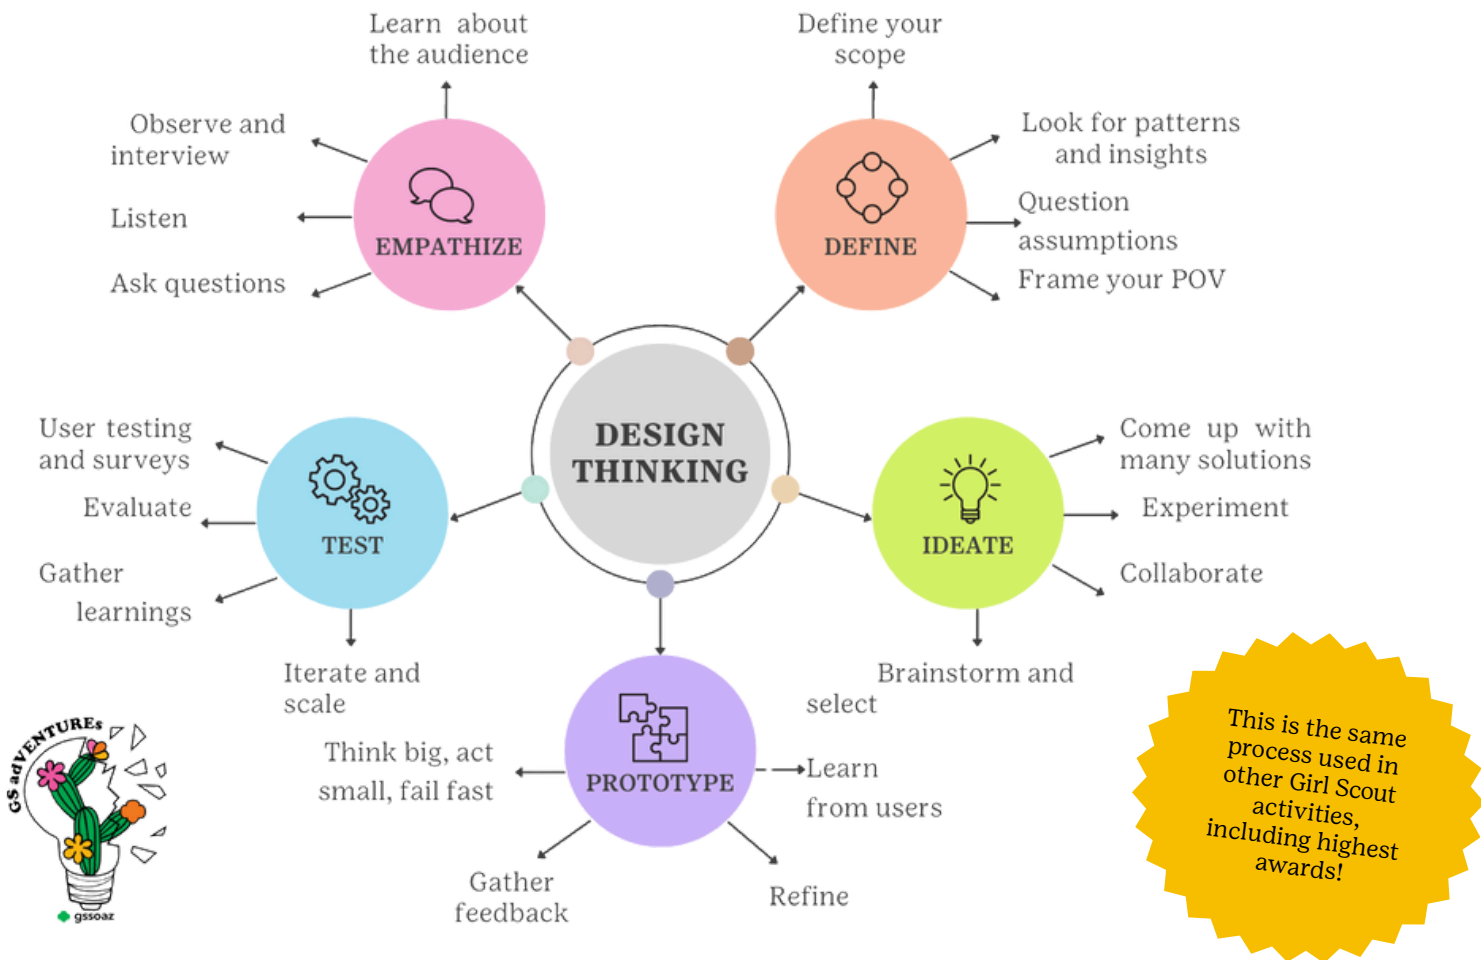 Learn about
the audience
Observe and
interview
Listen
Ask questions
EMPATHIZE
Define your
scope
Look for patterns
and insights
Question
assumptions
Frame your POV
DEFINE
DESIGN
THINKING
User testing
and surveys
Evaluate
Gather
learnings
Iterate and
scale
TEST
Come up with
many solutions
Experiment
Collaborate
Brainstorm and
select
IDEATE
Think big, act
small, fail fast
Gather
feedback
PROTOTYPE
Learn
from users
Refine
GS adVENTUREs
gssoaz
This is the same
process used in
other Girl Scout
activities,
including highest
awards!